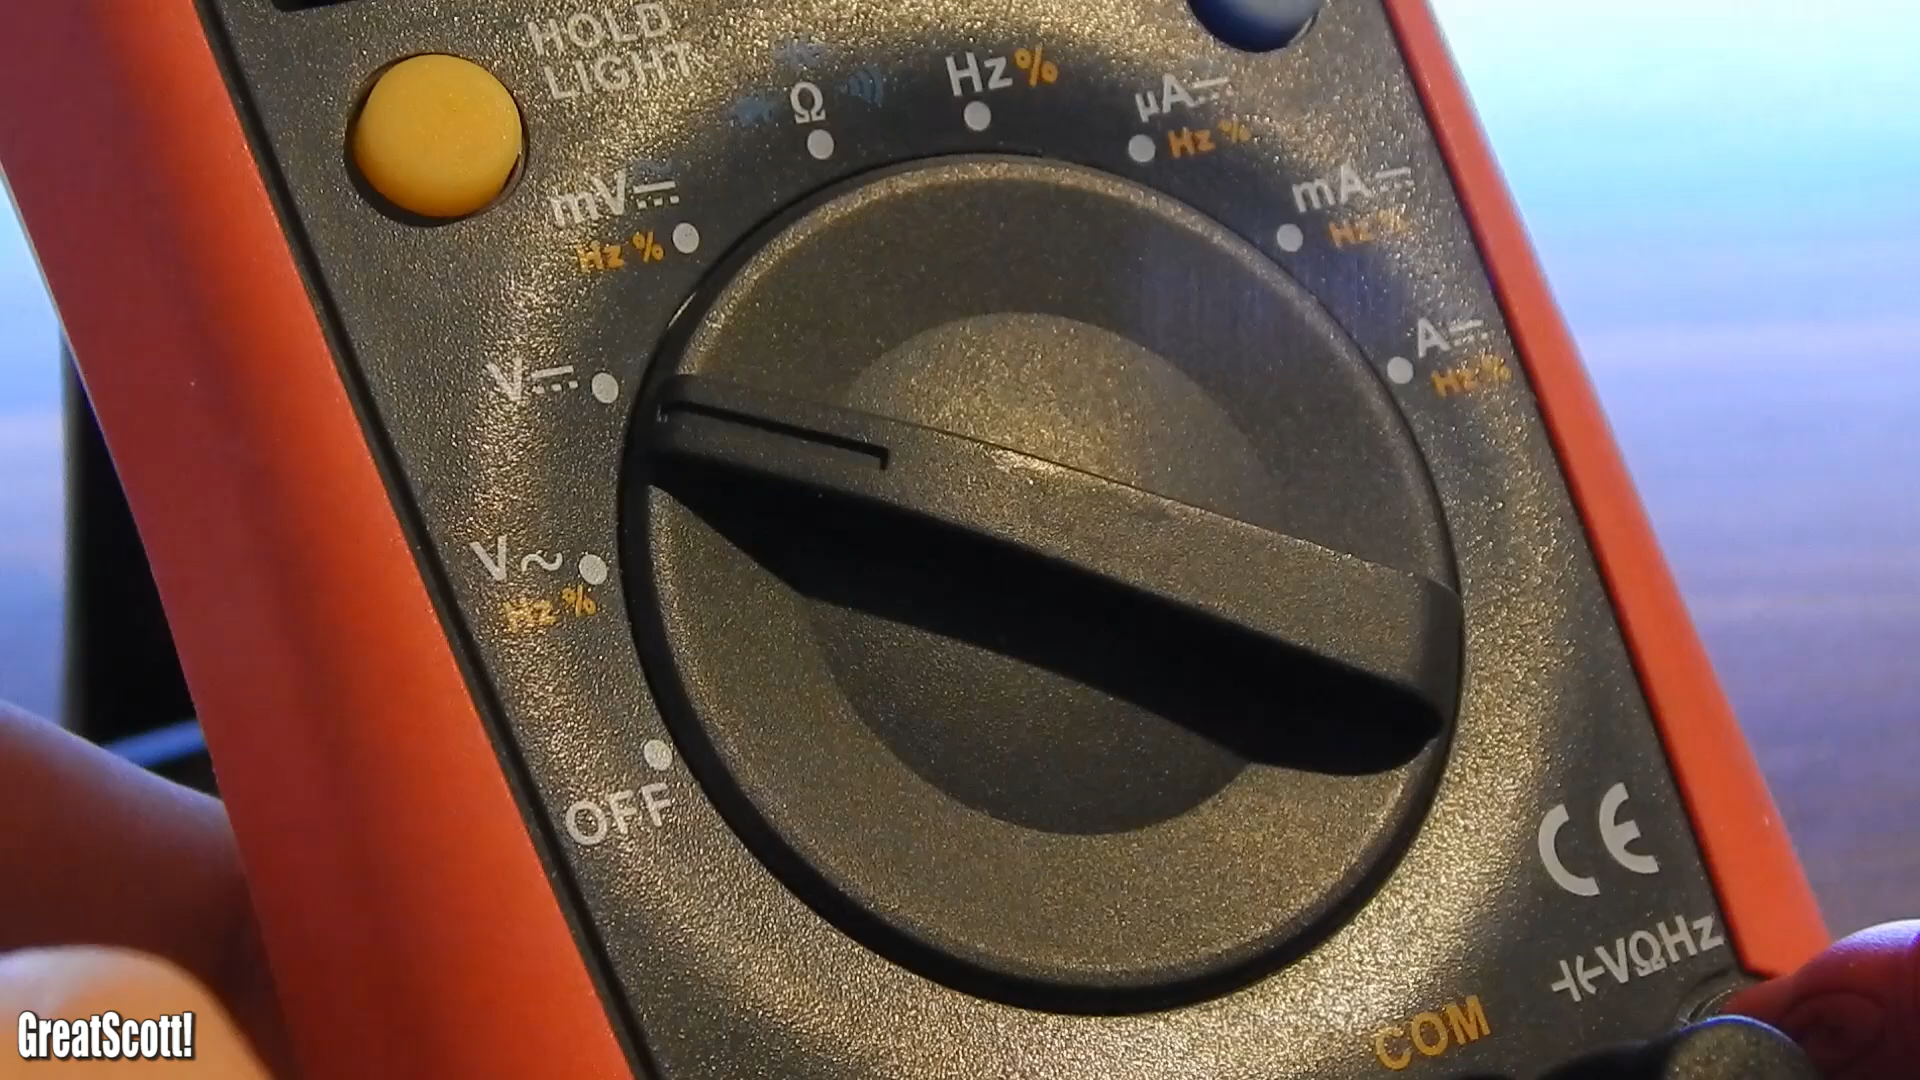 HOLD
LIGHT
Ω
Hz%
µA⎓
Hz %
mV⎓
Hz %
mA⎓
Hz %
V⎓
A⎓
Hz %
V~
Hz %
OFF
CE
VΩHz
COM
GreatScott!